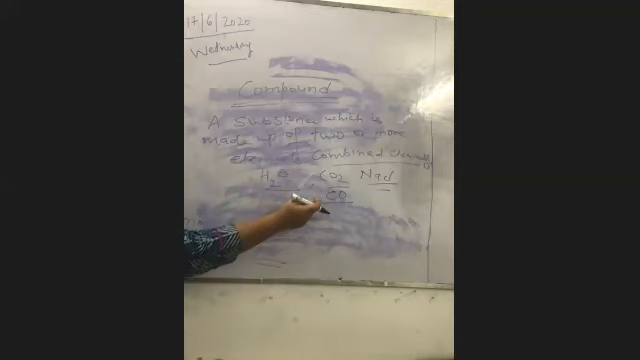 17/6/2020
Wednesday
Compound
A substance which is
made up of two or more
ele Combined chemically
H2O, CO2 NaCl
CO